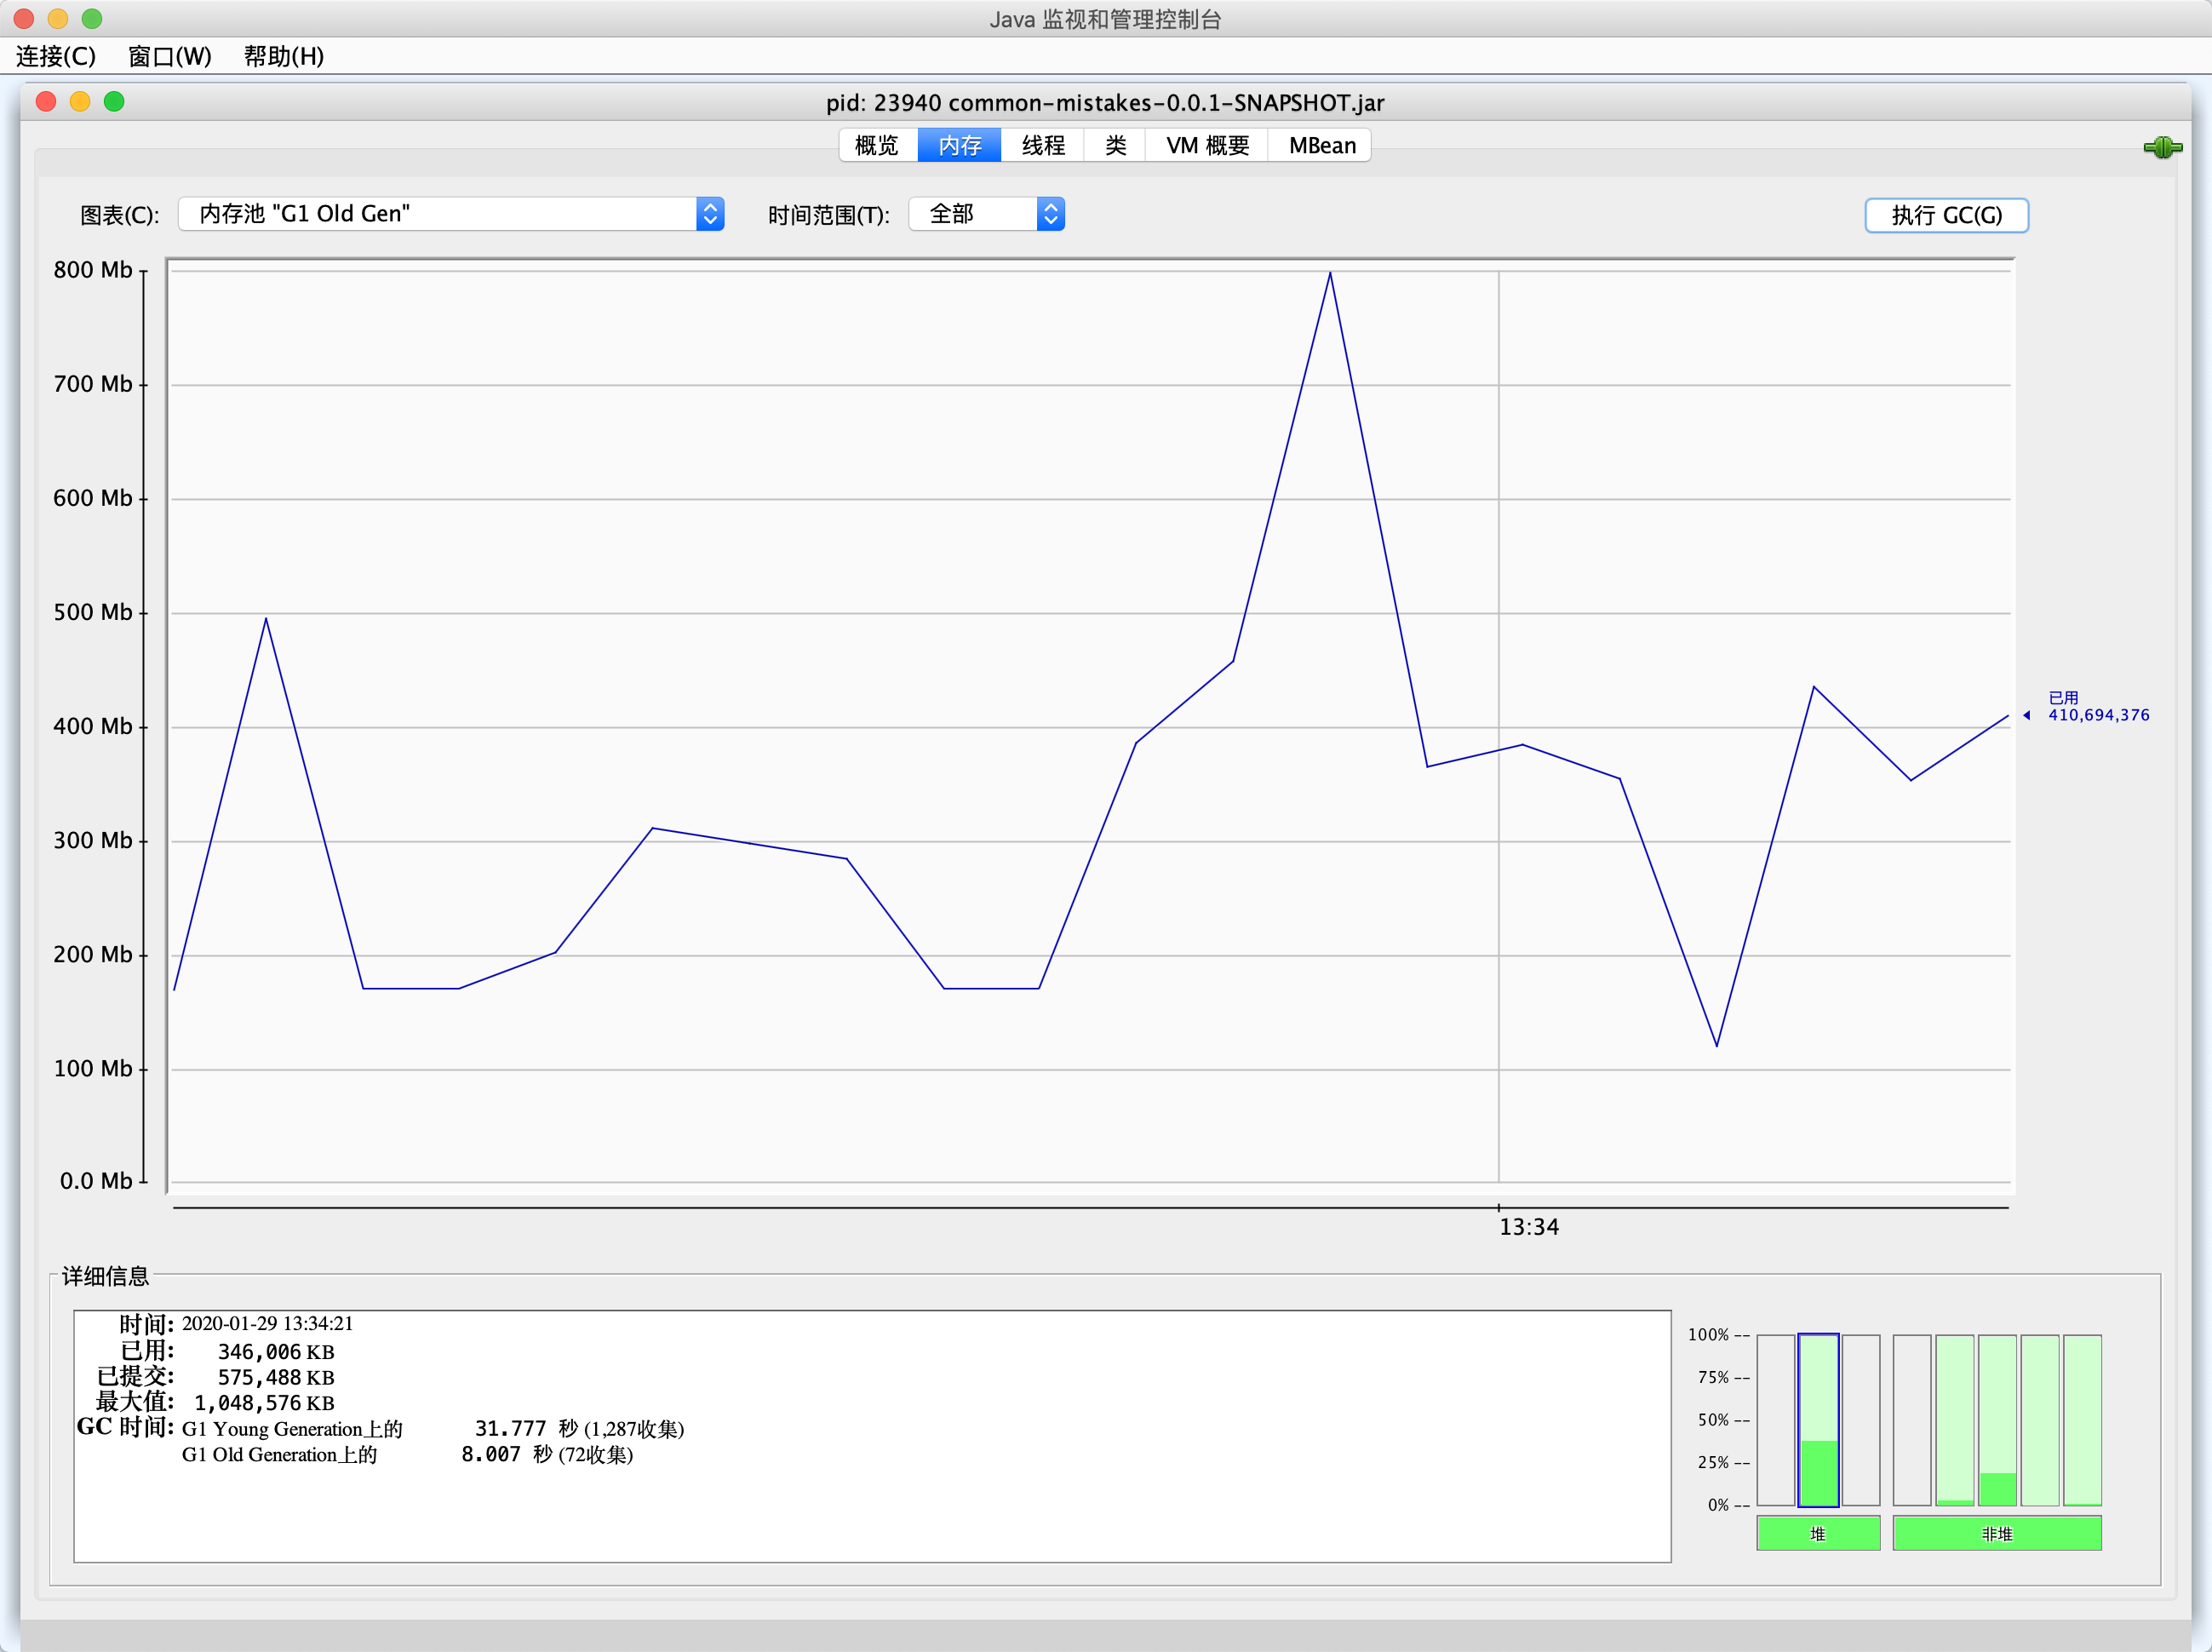 Java 监视和管理控制台
连接(C) 窗口(W) 帮助(H)
pid: 23940 common-mistakes-0.0.1-SNAPSHOT.jar
概览 内存 线程 类 VM 概要 MBean
图表(C): 内存池 "G1 Old Gen" 时间范围(T): 全部 执行 GC(G)
800 Mb
700 Mb
600 Mb
500 Mb
已用
410,694,376
400 Mb
300 Mb
200 Mb
100 Mb
0.0 Mb
13:34
详细信息
时间: 2020-01-29 13:34:21
已用: 346,006 KB
已提交: 575,488 KB
最大值: 1,048,576 KB
GC 时间: G1 Young Generation上的 31.777 秒 (1,287收集)
G1 Old Generation上的 8.007 秒 (72收集)
100% --
75% --
50% --
25% --
0% --
堆 非堆